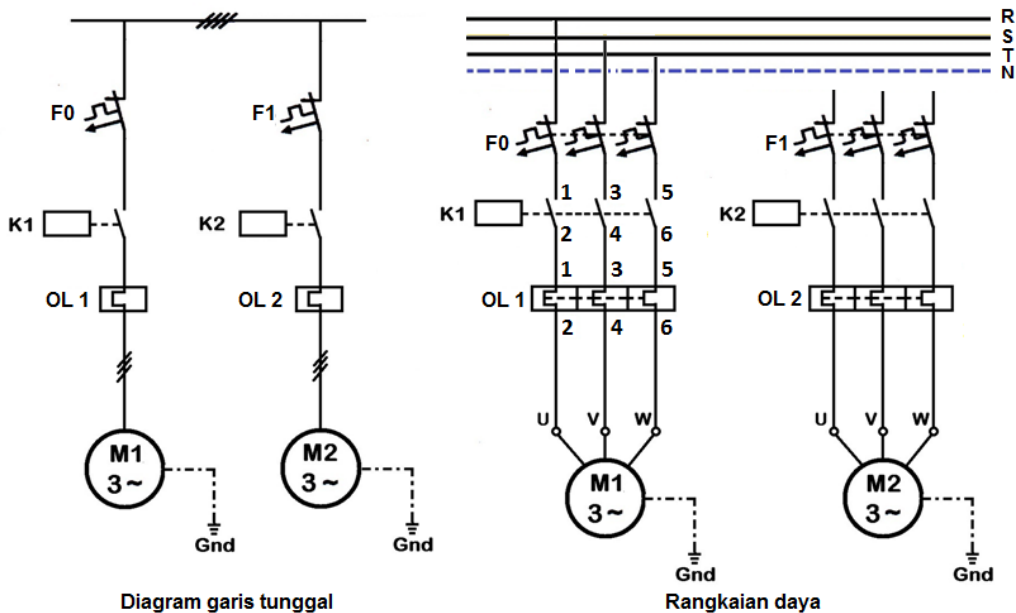 R
S
T
N
F0
F1
F0
F1
K1
K2
K1
1
3
5
2
4
6
K2
OL 1
OL 2
OL 1
1
3
5
2
4
6
OL 2
U
V
W
U
V
W
M1
3 ~
M2
3 ~
M1
3 ~
M2
3 ~
Gnd
Gnd
Gnd
Gnd
Diagram garis tunggal
Rangkaian daya